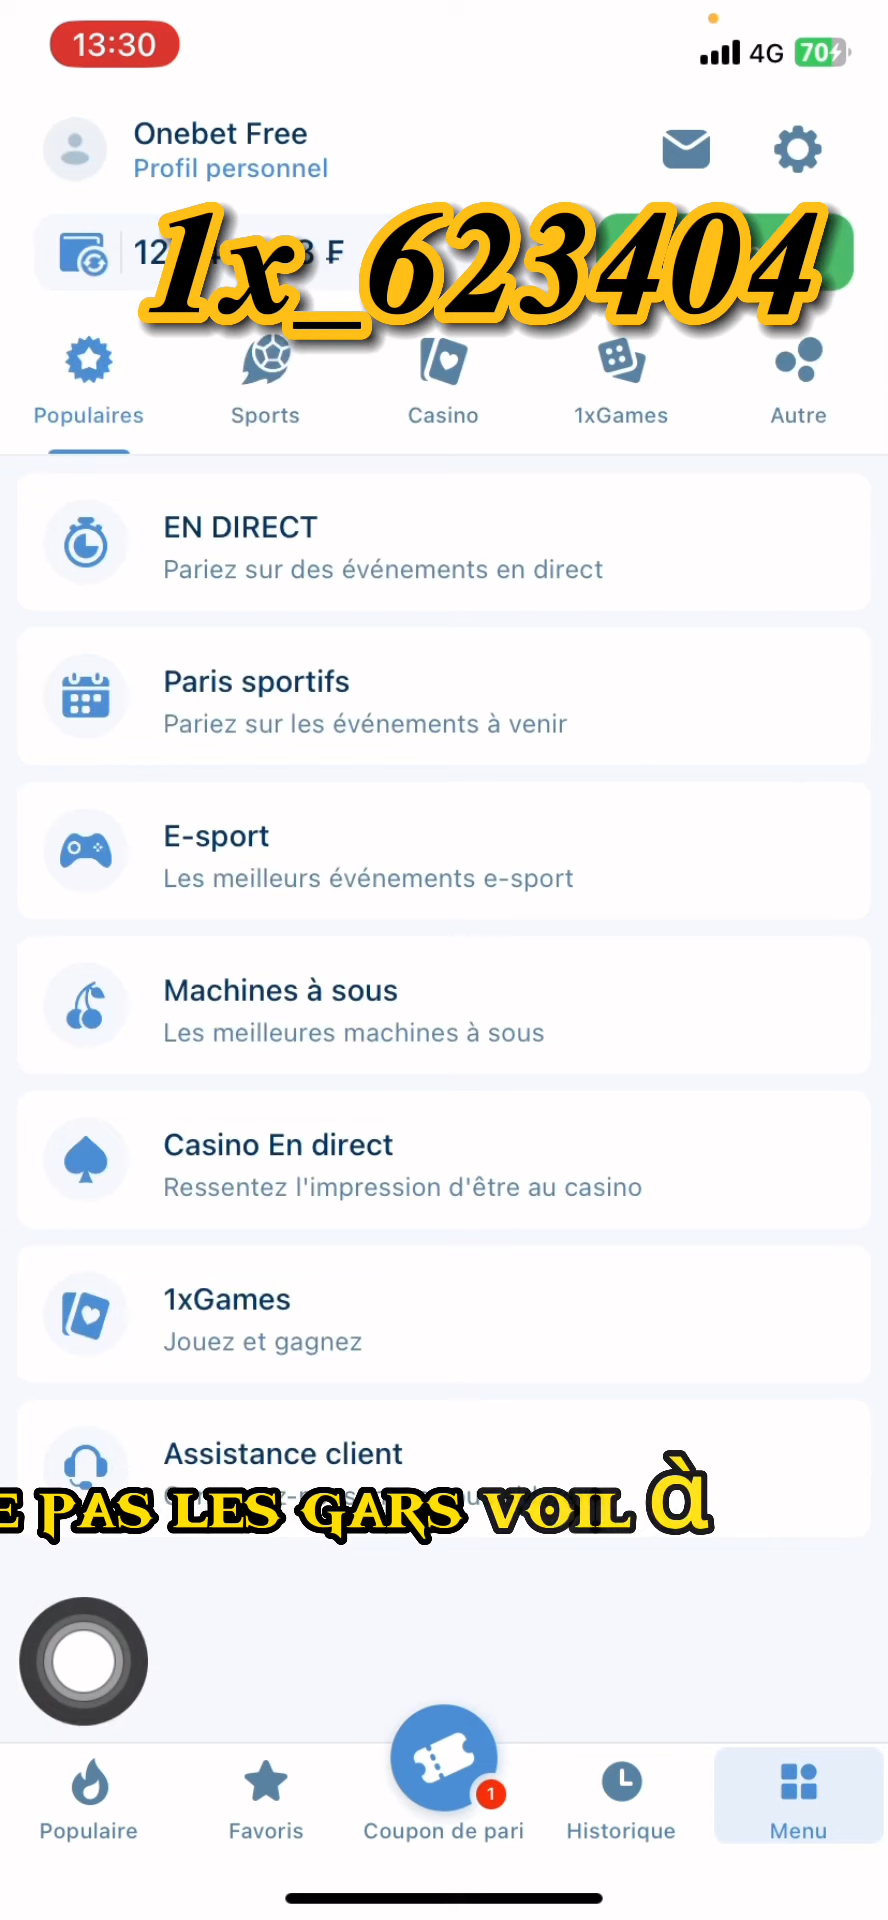 13:30
4G 70
Onebet Free
Profil personnel
1x_623404
Populaires
Sports
Casino
1xGames
Autre
EN DIRECT
Pariez sur des événements en direct
Paris sportifs
Pariez sur les événements à venir
E-sport
Les meilleurs événements e-sport
Machines à sous
Les meilleures machines à sous
Casino En direct
Ressentez l'impression d'être au casino
1xGames
Jouez et gagnez
Assistance client
E PAS LES GARS VOIL à
1
Populaire
Favoris
Coupon de pari
Historique
Menu